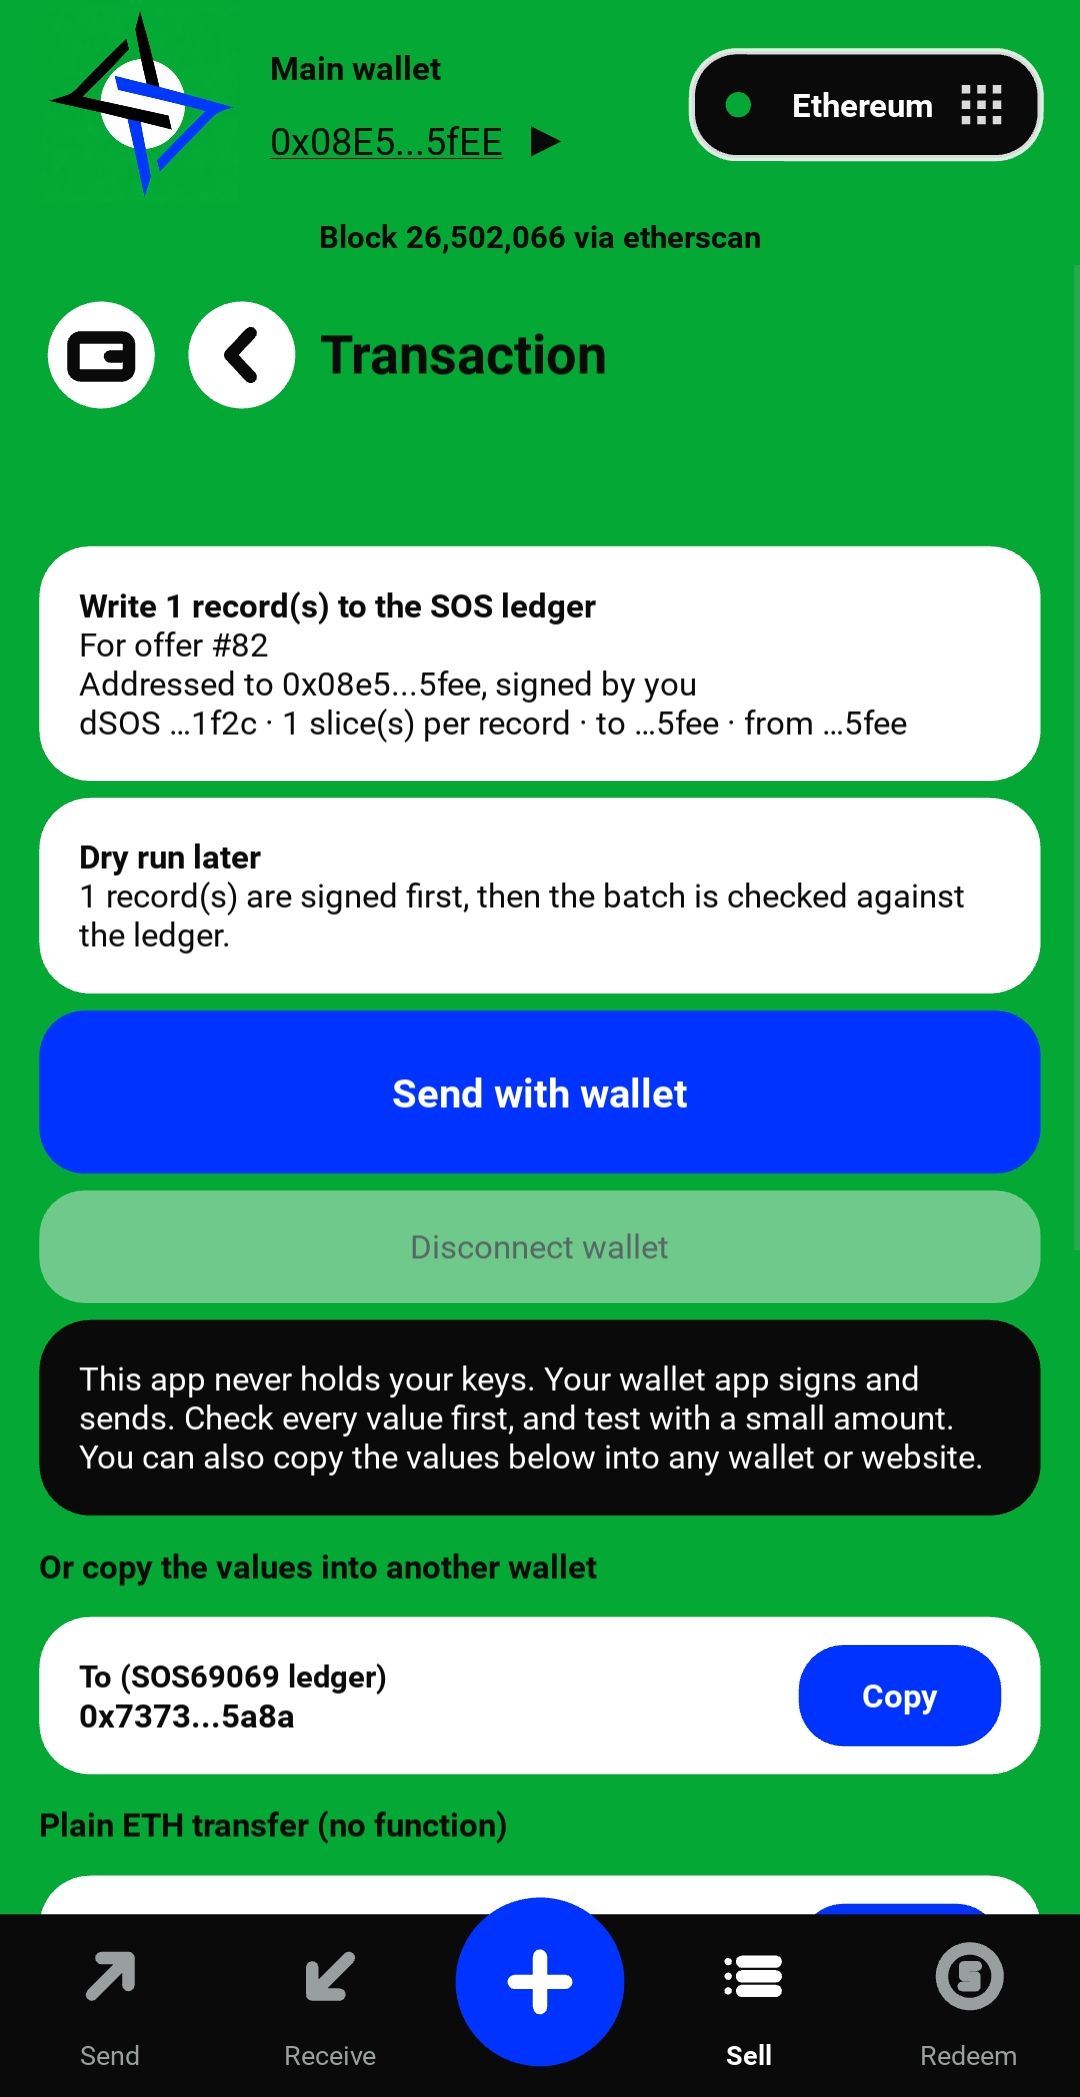 Main wallet
0x08E5...5fEE
Ethereum
Block 26,502,066 via etherscan
Transaction
Write 1 record(s) to the SOS ledger
For offer #82
Addressed to 0x08e5...5fee, signed by you
dSOS ...1f2c · 1 slice(s) per record · to ...5fee · from ...5fee
Dry run later
1 record(s) are signed first, then the batch is checked against
the ledger.
Send with wallet
Disconnect wallet
This app never holds your keys. Your wallet app signs and
sends. Check every value first, and test with a small amount.
You can also copy the values below into any wallet or website.
Or copy the values into another wallet
To (SOS69069 ledger)
0x7373...5a8a
Copy
Plain ETH transfer (no function)
Send
Receive
Sell
Redeem